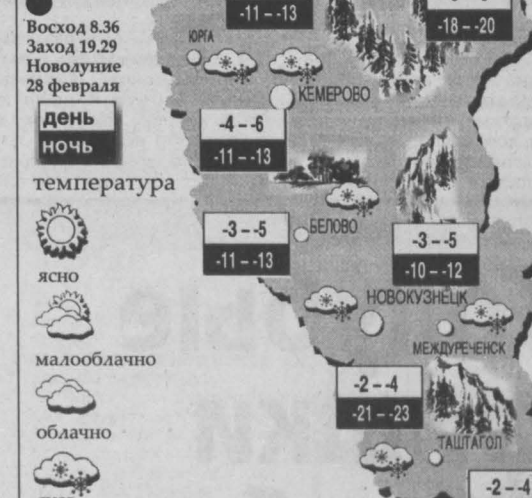 Восход 8.36
Заход 19.29
Новолуние
28 февраля
день
ночь
температура
ясно
малооблачно
облачно
-11 – -13
-18 – -20
ЮРГА
КЕМЕРОВО
-4 – -6
-11 – -13
БЕЛОВО
-3 – -5
-11 – -13
-3 – -5
-10 – -12
НОВОКУЗНЕЦК
МЕЖДУРЕЧЕНСК
-2 – -4
-21 – -23
ТАШТАГОЛ
-2 – -4